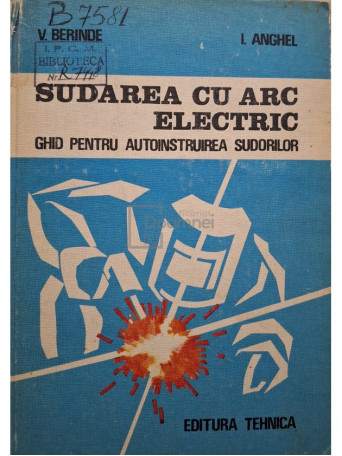 B 7581
V. BERINDE
I. ANGHEL
I. P. C. M.
BIBLIOTECA
SUDAREA CU ARC
ELECTRIC
GHID PENTRU AUTOINSTRUIREA SUDORILOR
EDITURA TEHNICA